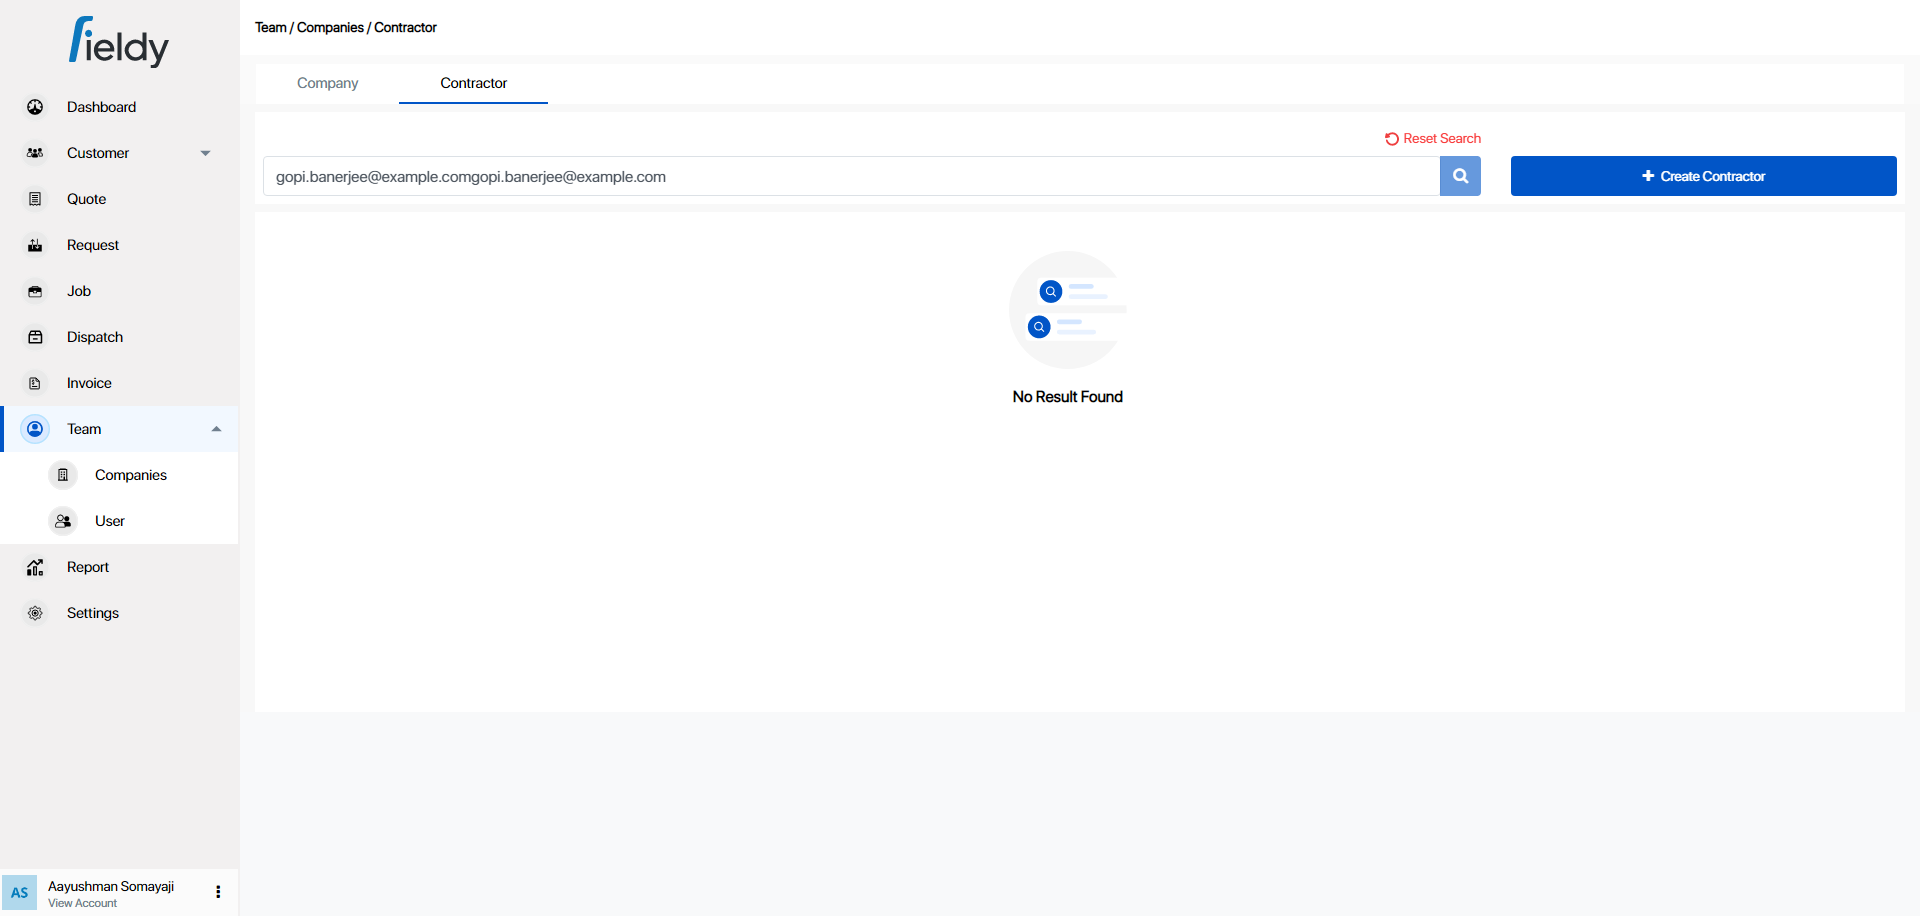 fieldy
Team / Companies / Contractor
Company
Contractor
Dashboard
Customer
Quote
Request
Job
Dispatch
Invoice
Team
Companies
User
Report
Settings
Reset Search
gopi.banerjee@example.comgopi.banerjee@example.com
Create Contractor
No Result Found
AS
Aayushman Somayaji
View Account